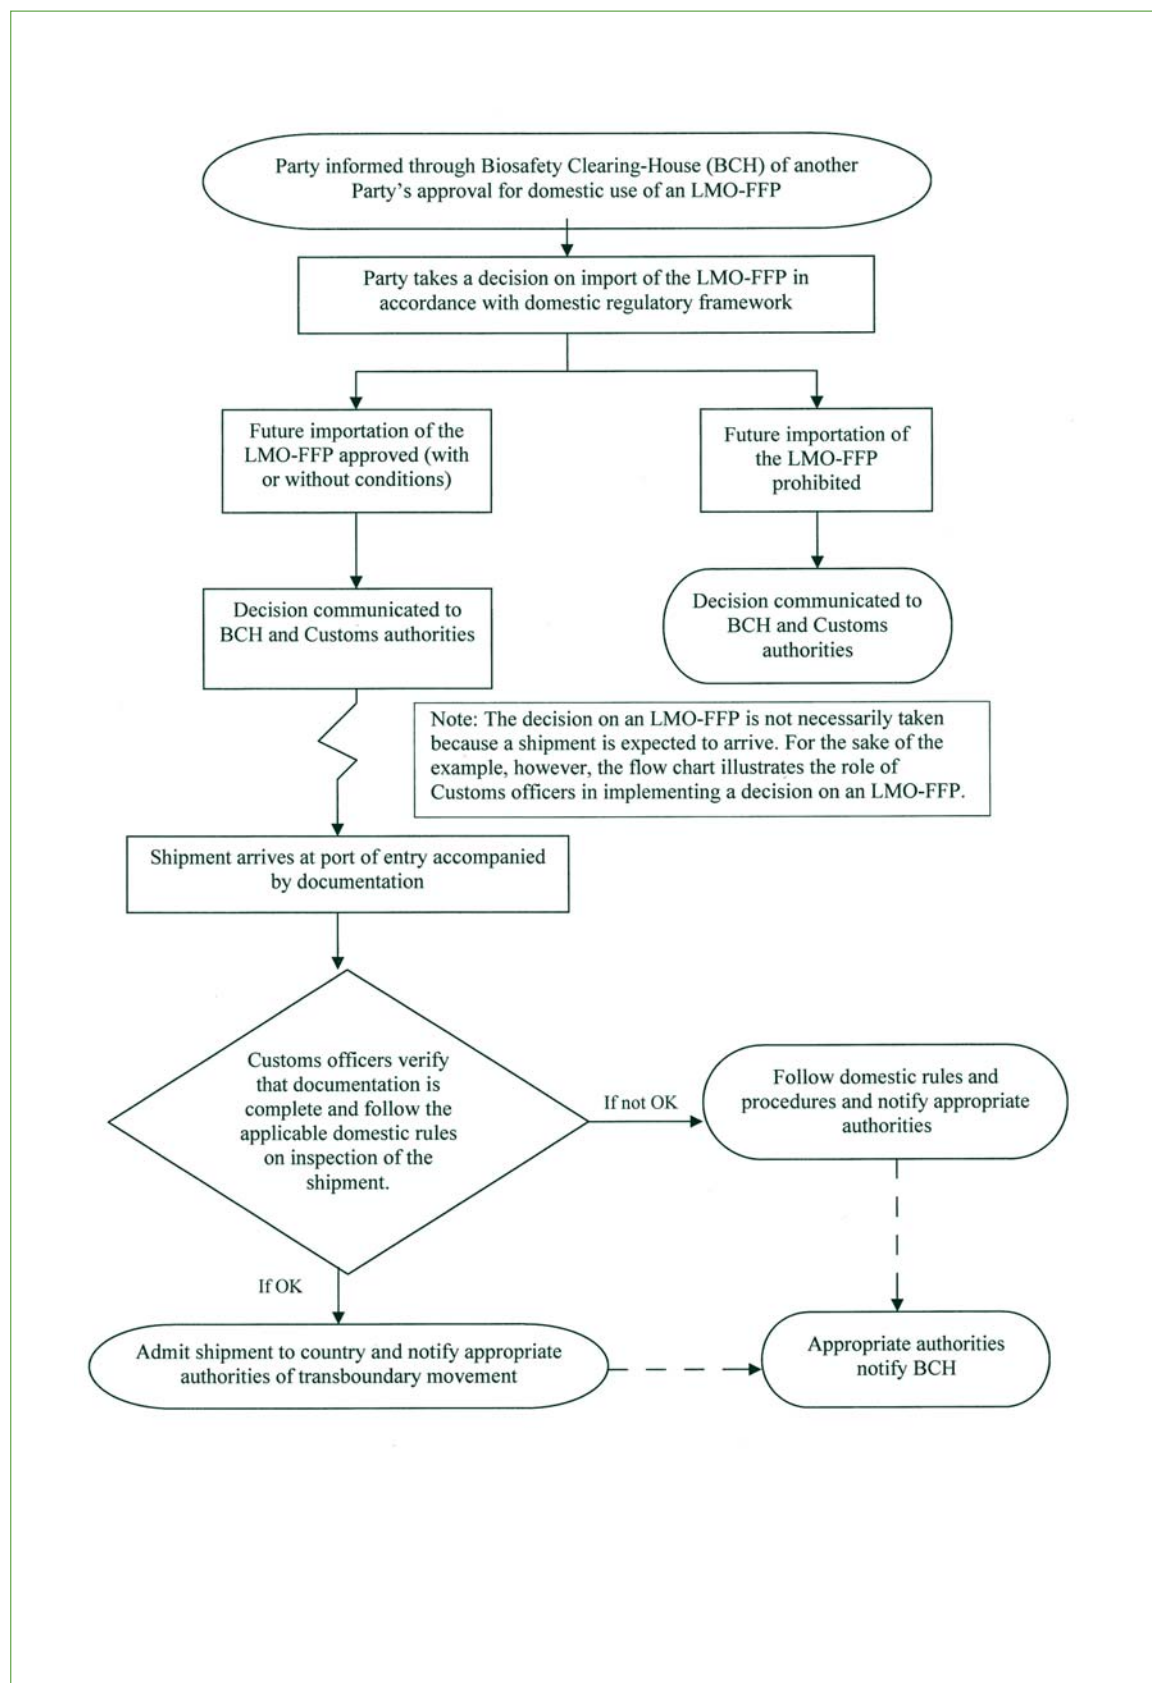 Party informed through Biosafety Clearing-House (BCH) of another
Party's approval for domestic use of an LMO-FFP
Party takes a decision on import of the LMO-FFP in
accordance with domestic regulatory framework
Future importation of the
LMO-FFP approved (with
or without conditions)
Future importation of
the LMO-FFP
prohibited
Decision communicated to
BCH and Customs authorities
Decision communicated to
BCH and Customs
authorities
Note: The decision on an LMO-FFP is not necessarily taken
because a shipment is expected to arrive. For the sake of the
example, however, the flow chart illustrates the role of
Customs officers in implementing a decision on an LMO-FFP.
Shipment arrives at port of entry accompanied
by documentation
Customs officers verify
that documentation is
complete and follow the
applicable domestic rules
on inspection of the
shipment.
If not OK
Follow domestic rules and
procedures and notify appropriate
authorities
If OK
Admit shipment to country and notify appropriate
authorities of transboundary movement
Appropriate authorities
notify BCH